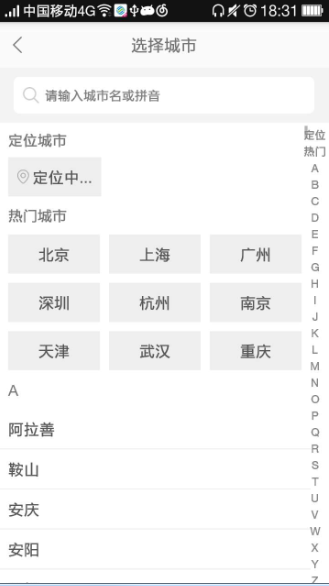 中国移动4G 18:31
选择城市
请输入城市名或拼音
定位城市
定位中...
热门城市
北京 上海 广州
深圳 杭州 南京
天津 武汉 重庆
A
阿拉善
鞍山
安庆
安阳
定位
热门
A
B
C
D
E
F
G
H
I
J
K
L
M
N
O
P
Q
R
S
T
U
V
W
X
Y
Z